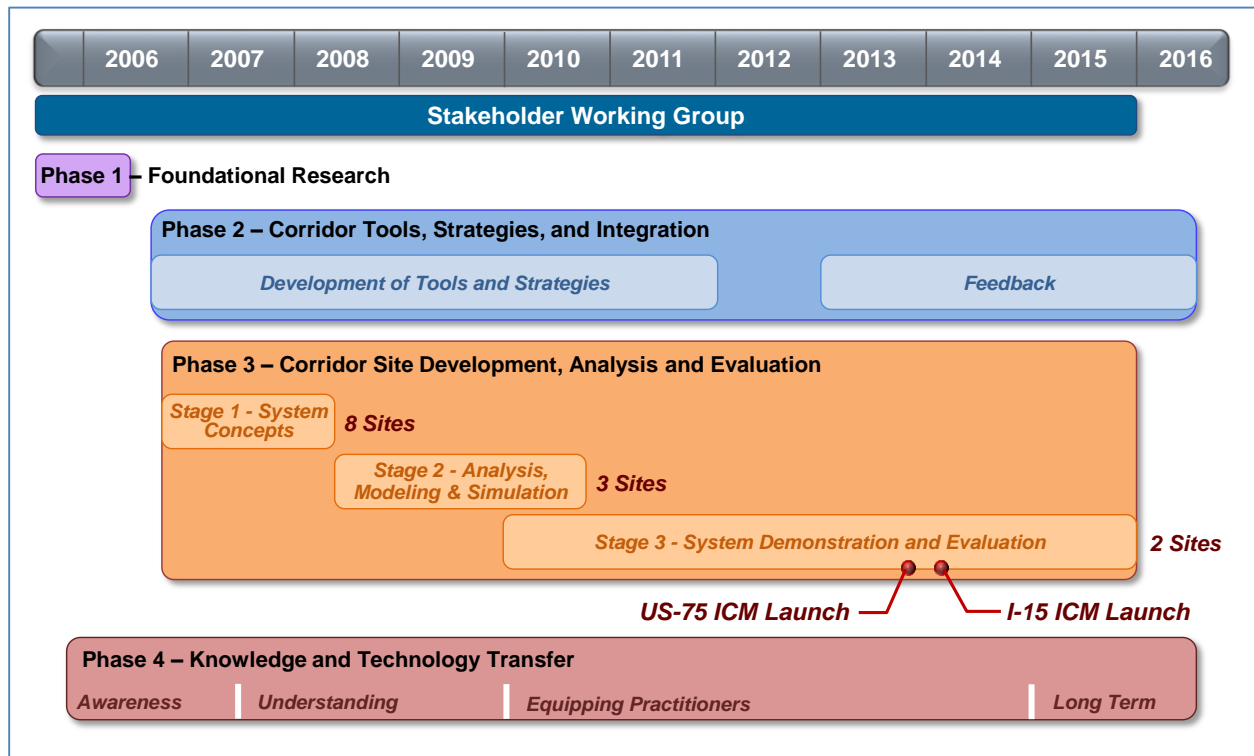 2006 2007 2008 2009 2010 2011 2012 2013 2014 2015 2016
Stakeholder Working Group
Phase 1 – Foundational Research
Phase 2 – Corridor Tools, Strategies, and Integration
Development of Tools and Strategies
Feedback
Phase 3 – Corridor Site Development, Analysis and Evaluation
Stage 1 - System
Concepts
8 Sites
Stage 2 - Analysis,
Modeling & Simulation
3 Sites
Stage 3 - System Demonstration and Evaluation
2 Sites
US-75 ICM Launch
I-15 ICM Launch
Phase 4 – Knowledge and Technology Transfer
Awareness
Understanding
Equipping Practitioners
Long Term